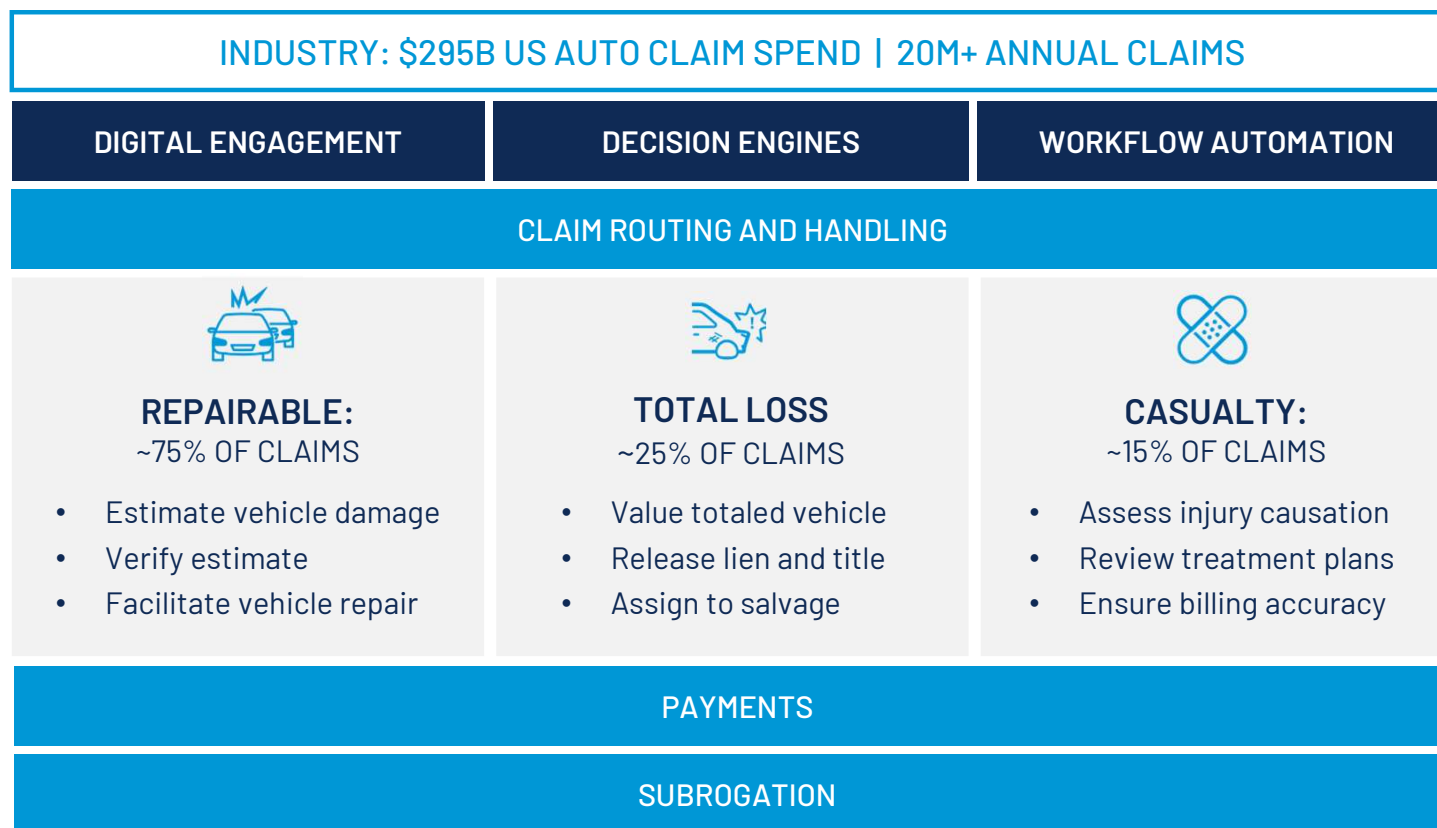 INDUSTRY: $295B US AUTO CLAIM SPEND | 20M+ ANNUAL CLAIMS
DIGITAL ENGAGEMENT
DECISION ENGINES
WORKFLOW AUTOMATION
CLAIM ROUTING AND HANDLING
REPAIRABLE:
~75% OF CLAIMS
• Estimate vehicle damage
• Verify estimate
• Facilitate vehicle repair
TOTAL LOSS
~25% OF CLAIMS
• Value totaled vehicle
• Release lien and title
• Assign to salvage
CASUALTY:
~15% OF CLAIMS
• Assess injury causation
• Review treatment plans
• Ensure billing accuracy
PAYMENTS
SUBROGATION